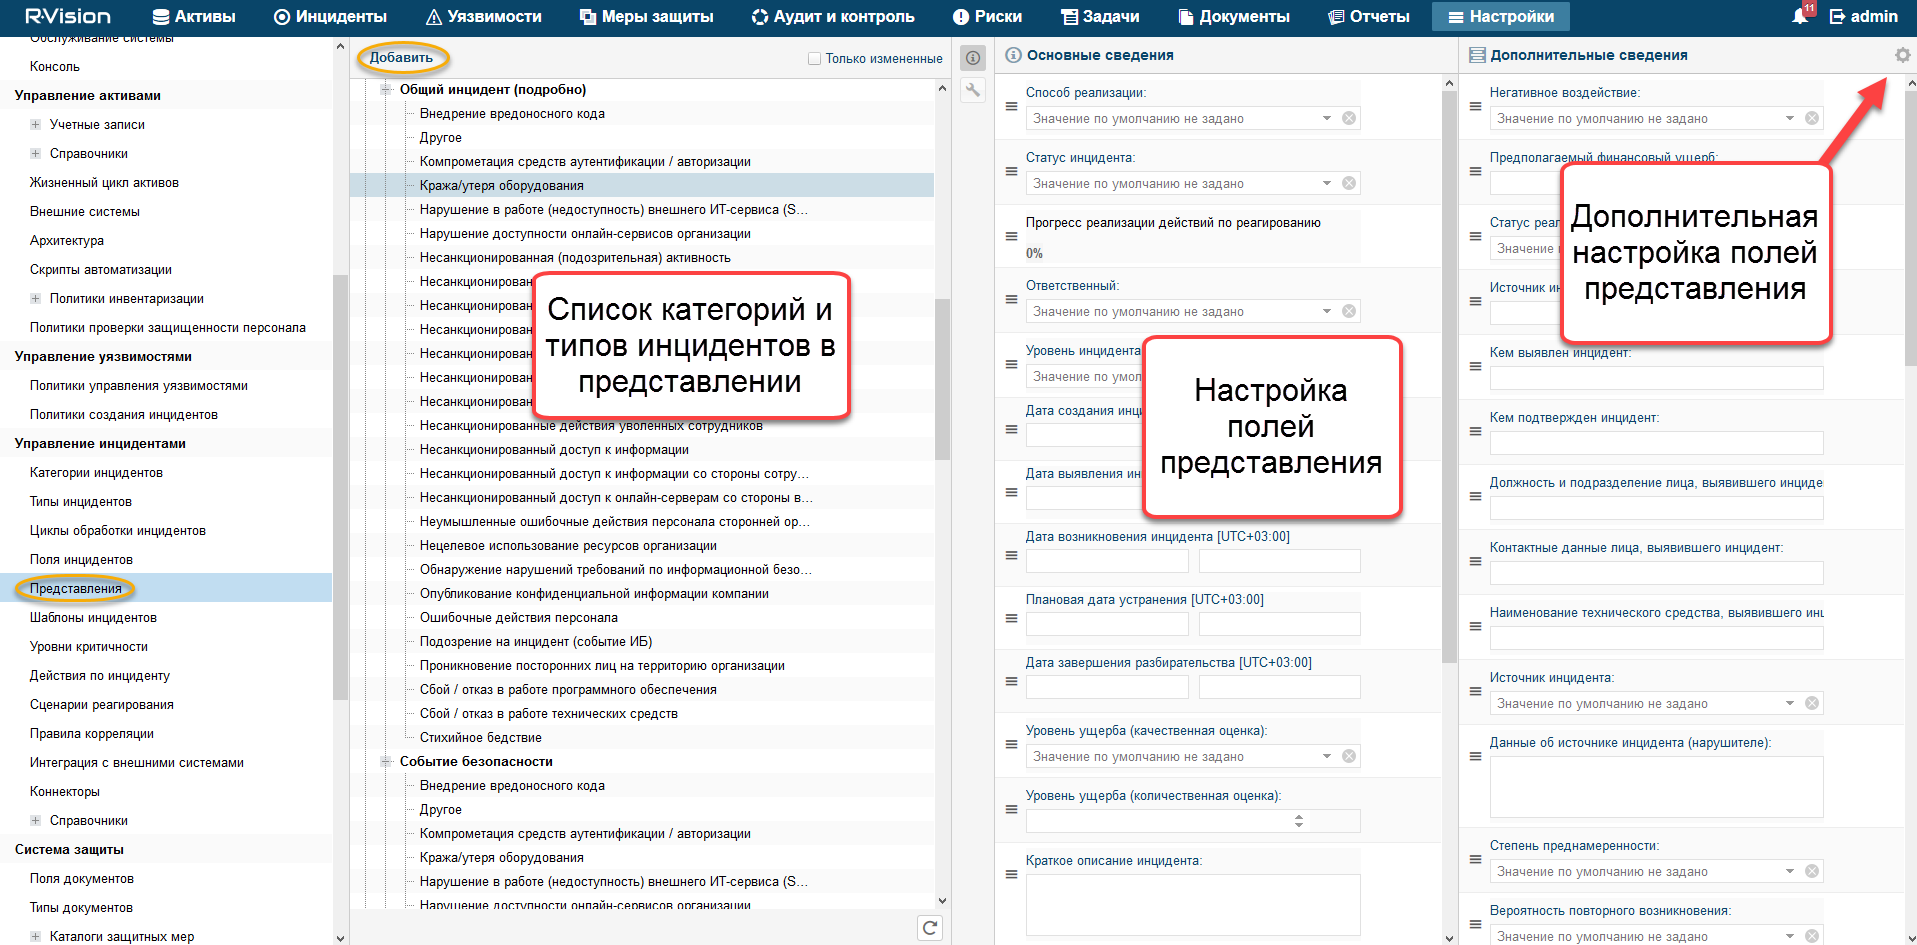 R·Vision
Активы
Инциденты
Уязвимости
Меры защиты
Аудит и контроль
Риски
Задачи
Документы
Отчеты
Настройки
11
admin
Обслуживание системы
Консоль
Управление активами
Учетные записи
Справочники
Жизненный цикл активов
Внешние системы
Архитектура
Скрипты автоматизации
Политики инвентаризации
Политики проверки защищенности персонала
Управление уязвимостями
Политики управления уязвимостями
Политики создания инцидентов
Управление инцидентами
Категории инцидентов
Типы инцидентов
Циклы обработки инцидентов
Поля инцидентов
Представления
Шаблоны инцидентов
Уровни критичности
Действия по инциденту
Сценарии реагирования
Правила корреляции
Интеграция с внешними системами
Коннекторы
Справочники
Система защиты
Поля документов
Типы документов
Каталоги защитных мер
Добавить
Только измененные
Общий инцидент (подробно)
Внедрение вредоносного кода
Другое
Компрометация средств аутентификации / авторизации
Кража/утеря оборудования
Нарушение в работе (недоступность) внешнего ИТ-сервиса (S...
Нарушение доступности онлайн-сервисов организации
Несанкционированная (подозрительная) активность
Несанкционирован
Несанкционирован
Несанкционирован
Несанкционирован
Несанкционирован
Несанкционирован
Несанкционированные действия уволенных сотрудников
Несанкционированный доступ к информации
Несанкционированный доступ к информации со стороны сотру...
Несанкционированный доступ к онлайн-серверам со стороны в...
Неумышленные ошибочные действия персонала сторонней ор...
Нецелевое использование ресурсов организации
Обнаружение нарушений требований по информационной безо...
Опубликование конфиденциальной информации компании
Ошибочные действия персонала
Подозрение на инцидент (событие ИБ)
Проникновение посторонних лиц на территорию организации
Сбой / отказ в работе программного обеспечения
Сбой / отказ в работе технических средств
Стихийное бедствие
Событие безопасности
Внедрение вредоносного кода
Другое
Компрометация средств аутентификации / авторизации
Кража/утеря оборудования
Нарушение в работе (недоступность) внешнего ИТ-сервиса (S...
Нарушение доступности онлайн-сервисов организации
Список категорий и
типов инцидентов в
представлении
Основные сведения
Способ реализации:
Значение по умолчанию не задано
Статус инцидента:
Значение по умолчанию не задано
Прогресс реализации действий по реагированию
0%
Ответственный:
Значение по умолчанию не задано
Уровень инцидента
Значение по умол
Дата создания инц
Дата выявления ин
Дата возникновения инцидента [UTC+03:00]
Плановая дата устранения [UTC+03:00]
Дата завершения разбирательства [UTC+03:00]
Уровень ущерба (качественная оценка):
Значение по умолчанию не задано
Уровень ущерба (количественная оценка):
Краткое описание инцидента:
Настройка
полей
представления
Дополнительные сведения
Негативное воздействие:
Значение по умолчанию не задано
Предполагаемый финансовый ущерб:
Статус реа
Значение
Источник ин
Кем выявлен инцидент:
Кем подтвержден инцидент:
Должность и подразделение лица, выявившего инциде
Контактные данные лица, выявившего инцидент:
Наименование технического средства, выявившего инц
Источник инцидента:
Значение по умолчанию не задано
Данные об источнике инцидента (нарушителе):
Степень преднамеренности:
Значение по умолчанию не задано
Вероятность повторного возникновения:
Значение по умолчанию не задано
Дополнительная
настройка полей
представления